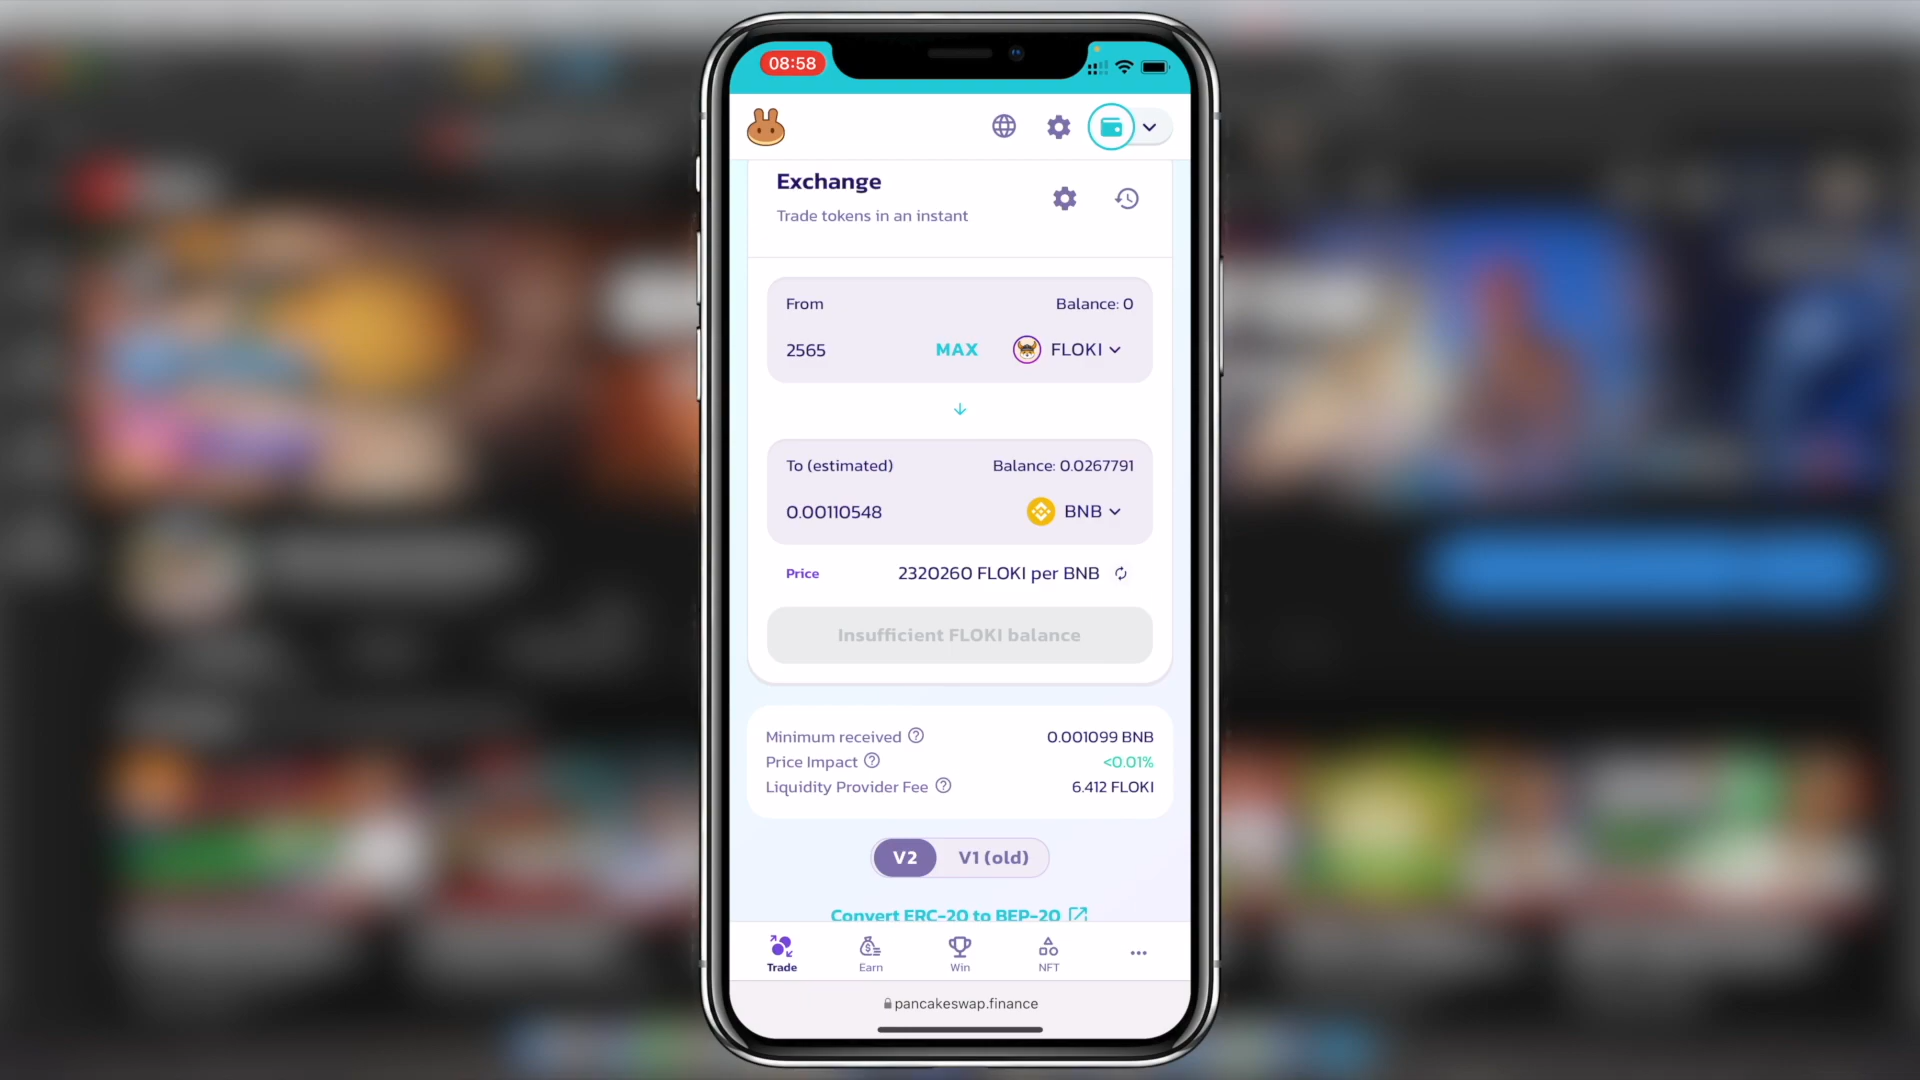 08:58
Exchange
Trade tokens in an instant
From Balance: 0
2565 MAX FLOKI
To (estimated) Balance: 0.0267791
0.00110548 BNB
Price 2320260 FLOKI per BNB
Insufficient FLOKI balance
Minimum received 0.001099 BNB
Price Impact <0.01%
Liquidity Provider Fee 6.412 FLOKI
V2 V1 (old)
Convert ERC-20 to BEP-20
Trade Earn Win NFT
pancakeswap.finance